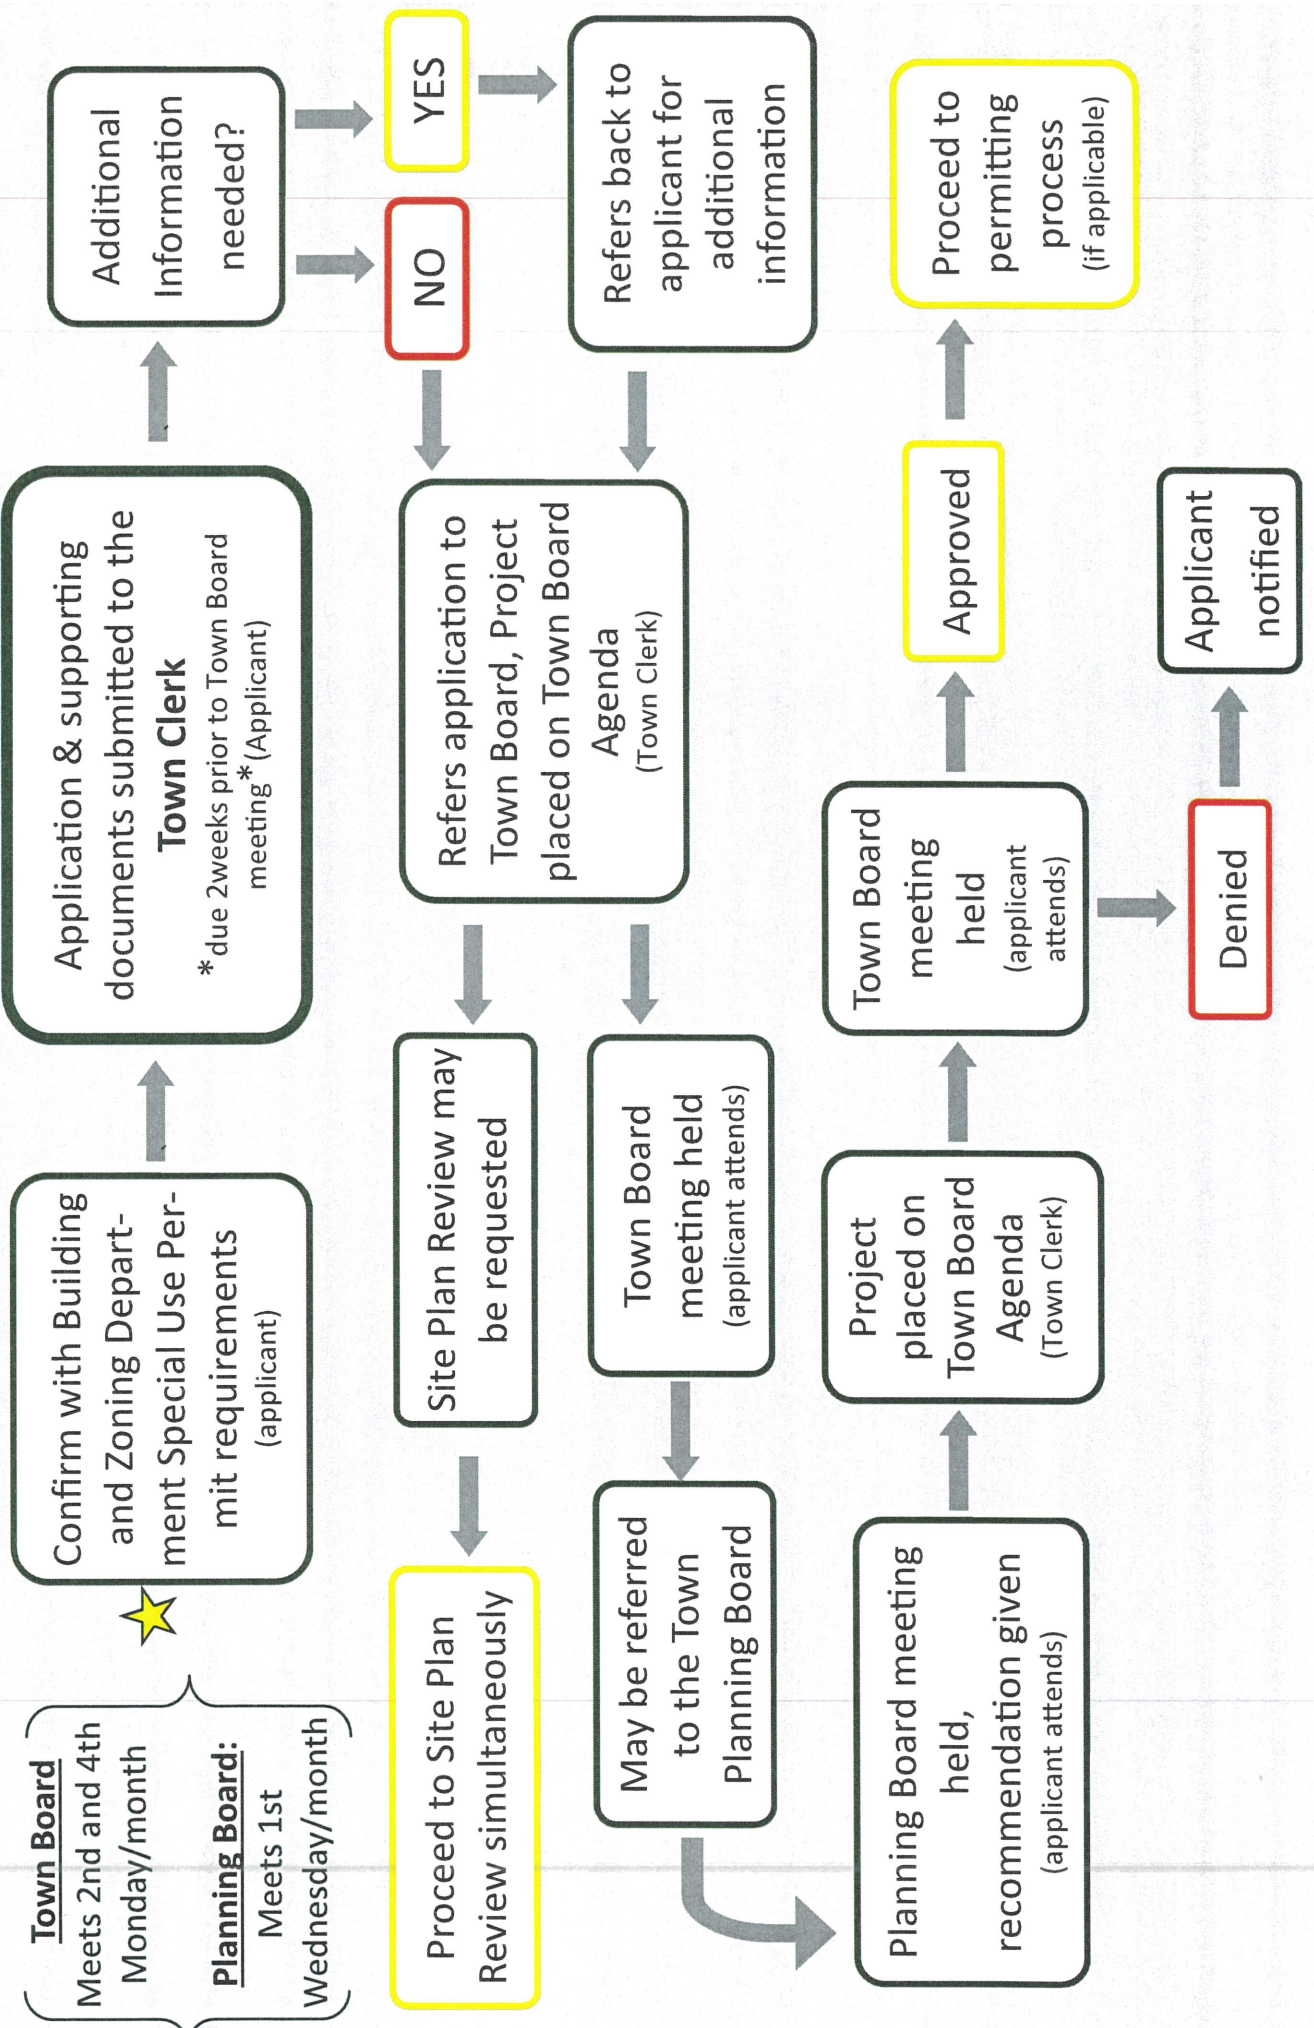 Town Board
Meets 2nd and 4th
Monday/month
Planning Board:
Meets 1st
Wednesday/month
Confirm with Building
and Zoning Depart-
ment Special Use Per-
mit requirements
(applicant)
Application & supporting
documents submitted to the
Town Clerk
*due 2weeks prior to Town Board
meeting*(Applicant)
Additional
Information
needed?
NO
YES
Refers back to
applicant for
additional
information
Refers application to
Town Board, Project
placed on Town Board
Agenda
(Town Clerk)
Site Plan Review may
be requested
Proceed to Site Plan
Review simultaneously
Town Board
meeting held
(applicant attends)
May be referred
to the Town
Planning Board
Planning Board meeting
held,
recommendation given
(applicant attends)
Project
placed on
Town Board
Agenda
(Town Clerk)
Town Board
meeting
held
(applicant
attends)
Approved
Proceed to
permitting
process
(if applicable)
Denied
Applicant
notified